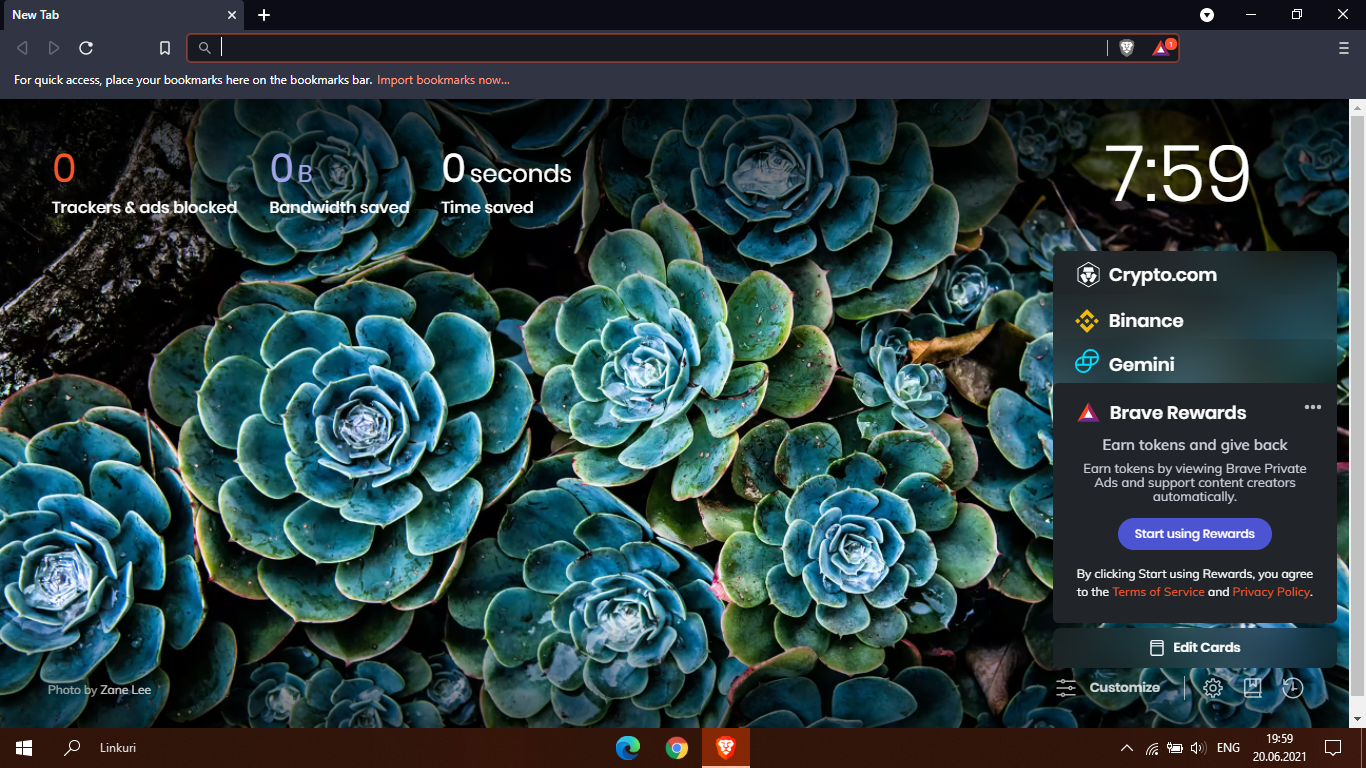 New Tab
1
For quick access, place your bookmarks here on the bookmarks bar. Import bookmarks now...
0
Trackers & ads blocked
0 B
Bandwidth saved
0 seconds
Time saved
7:59
Crypto.com
Binance
Gemini
Brave Rewards
Earn tokens and give back
Earn tokens by viewing Brave Private
Ads and support content creators
automatically.
Start using Rewards
By clicking Start using Rewards, you agree
to the Terms of Service and Privacy Policy.
Edit Cards
Photo by Zane Lee
Customize
Linkuri
ENG
19:59
20.06.2021